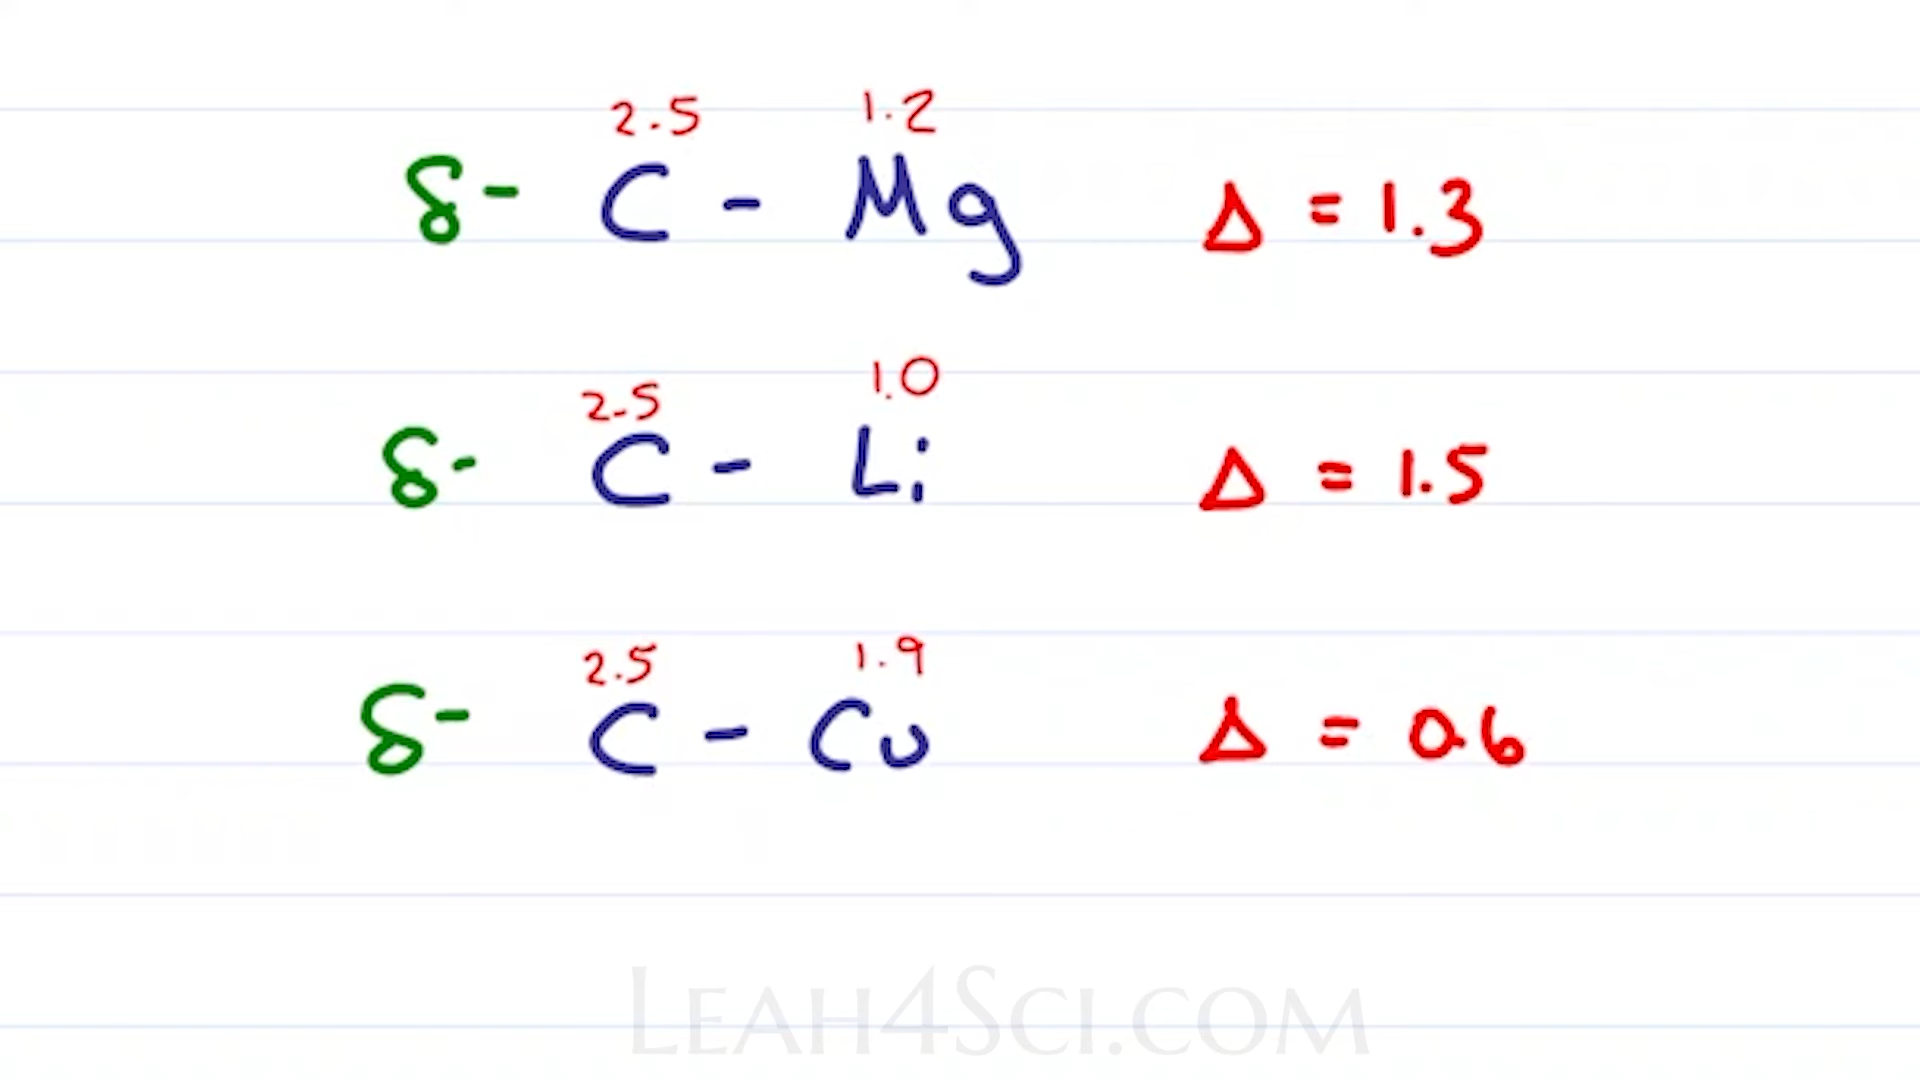 2.5 1.2
δ- C - Mg Δ = 1.3
2.5 1.0
δ- C - Li Δ = 1.5
2.5 1.9
δ- C - Cu Δ = 0.6
LEAH4SCI.COM